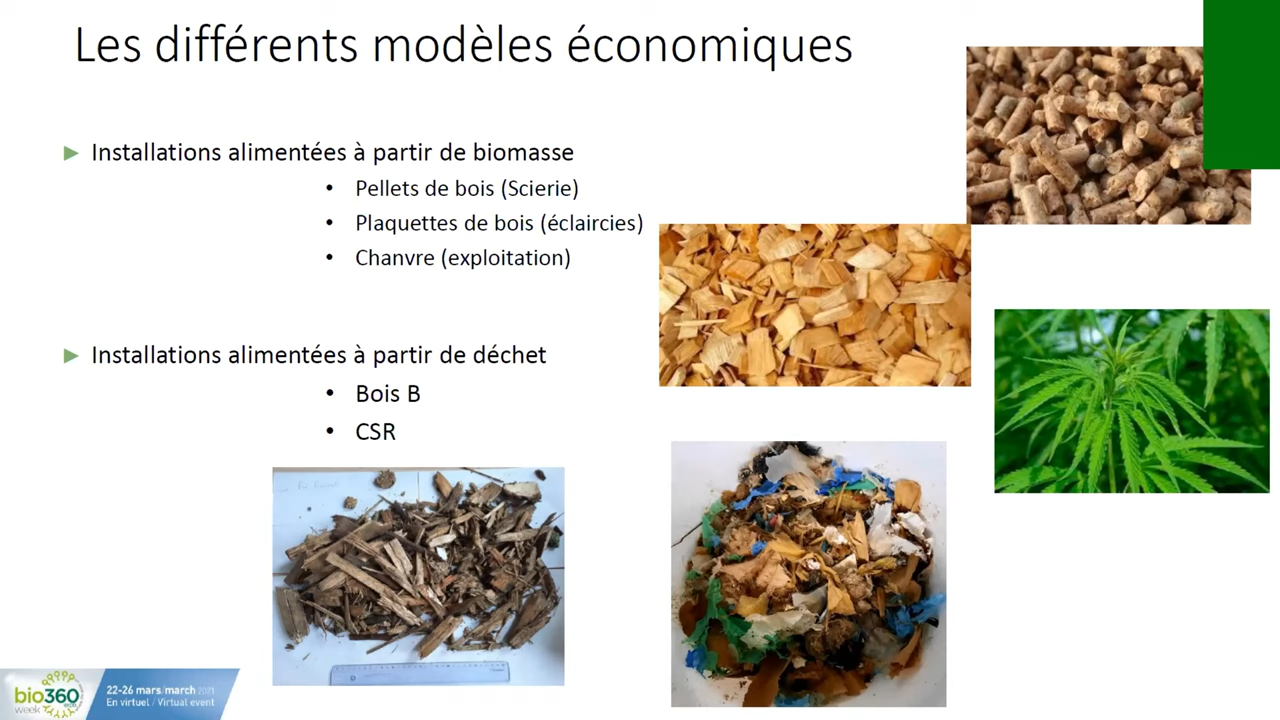 Les différents modèles économiques
► Installations alimentées à partir de biomasse
• Pellets de bois (Scierie)
• Plaquettes de bois (éclaircies)
• Chanvre (exploitation)
► Installations alimentées à partir de déchet
• Bois B
• CSR
bio360
week
22-26 mars/march 2021
En virtuel / Virtual event